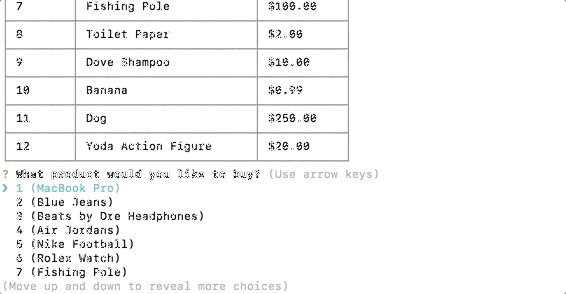 7 Fishing Pole $100.00
8 Toilet Paper $2.00
9 Dove Shampoo $10.00
10 Banana $0.99
11 Dog $250.00
12 Yoda Action Figure $20.00
? What product would you like to buy? (Use arrow keys)
❯ 1 (MacBook Pro)
2 (Blue Jeans)
3 (Beats by Dre Headphones)
4 (Air Jordans)
5 (Nike Football)
6 (Rolex Watch)
7 (Fishing Pole)
(Move up and down to reveal more choices)